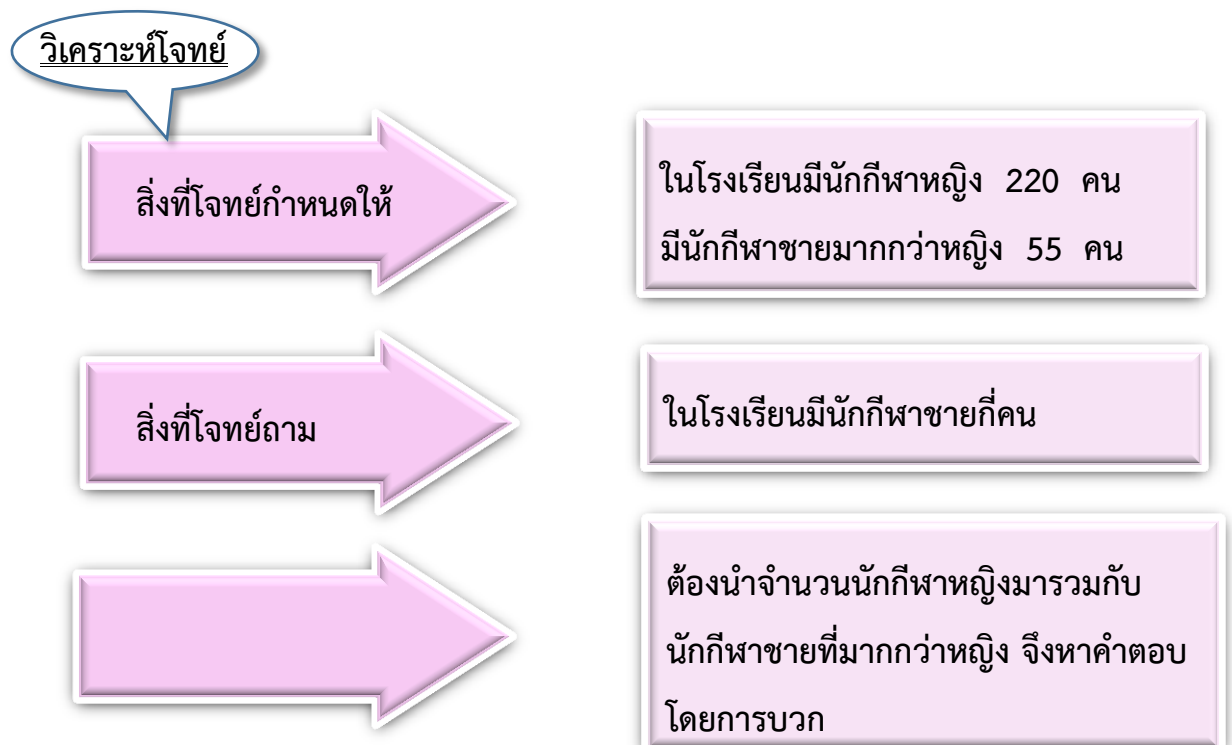 วิเคราะห์โจทย์
สิ่งที่โจทย์กำหนดให้
ในโรงเรียนมีนักกีฬาหญิง 220 คน
มีนักกีฬาชายมากกว่าหญิง 55 คน
สิ่งที่โจทย์ถาม
ในโรงเรียนมีนักกีฬาชายกี่คน
ต้องนำจำนวนนักกีฬาหญิงมารวมกับ
นักกีฬาชายที่มากกว่าหญิง จึงหาคำตอบ
โดยการบวก